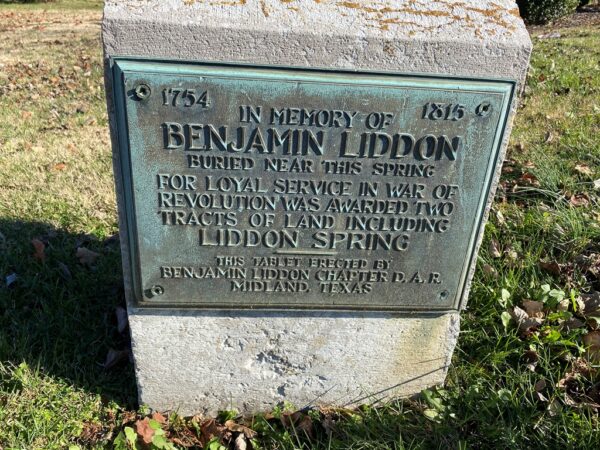 1754 1815
IN MEMORY OF
BENJAMIN LIDDON
BURIED NEAR THIS SPRING
FOR LOYAL SERVICE IN WAR OF
REVOLUTION WAS AWARDED TWO
TRACTS OF LAND INCLUDING
LIDDON SPRING
THIS TABLET ERECTED BY
BENJAMIN LIDDON CHAPTER D.A.R.
MIDLAND, TEXAS